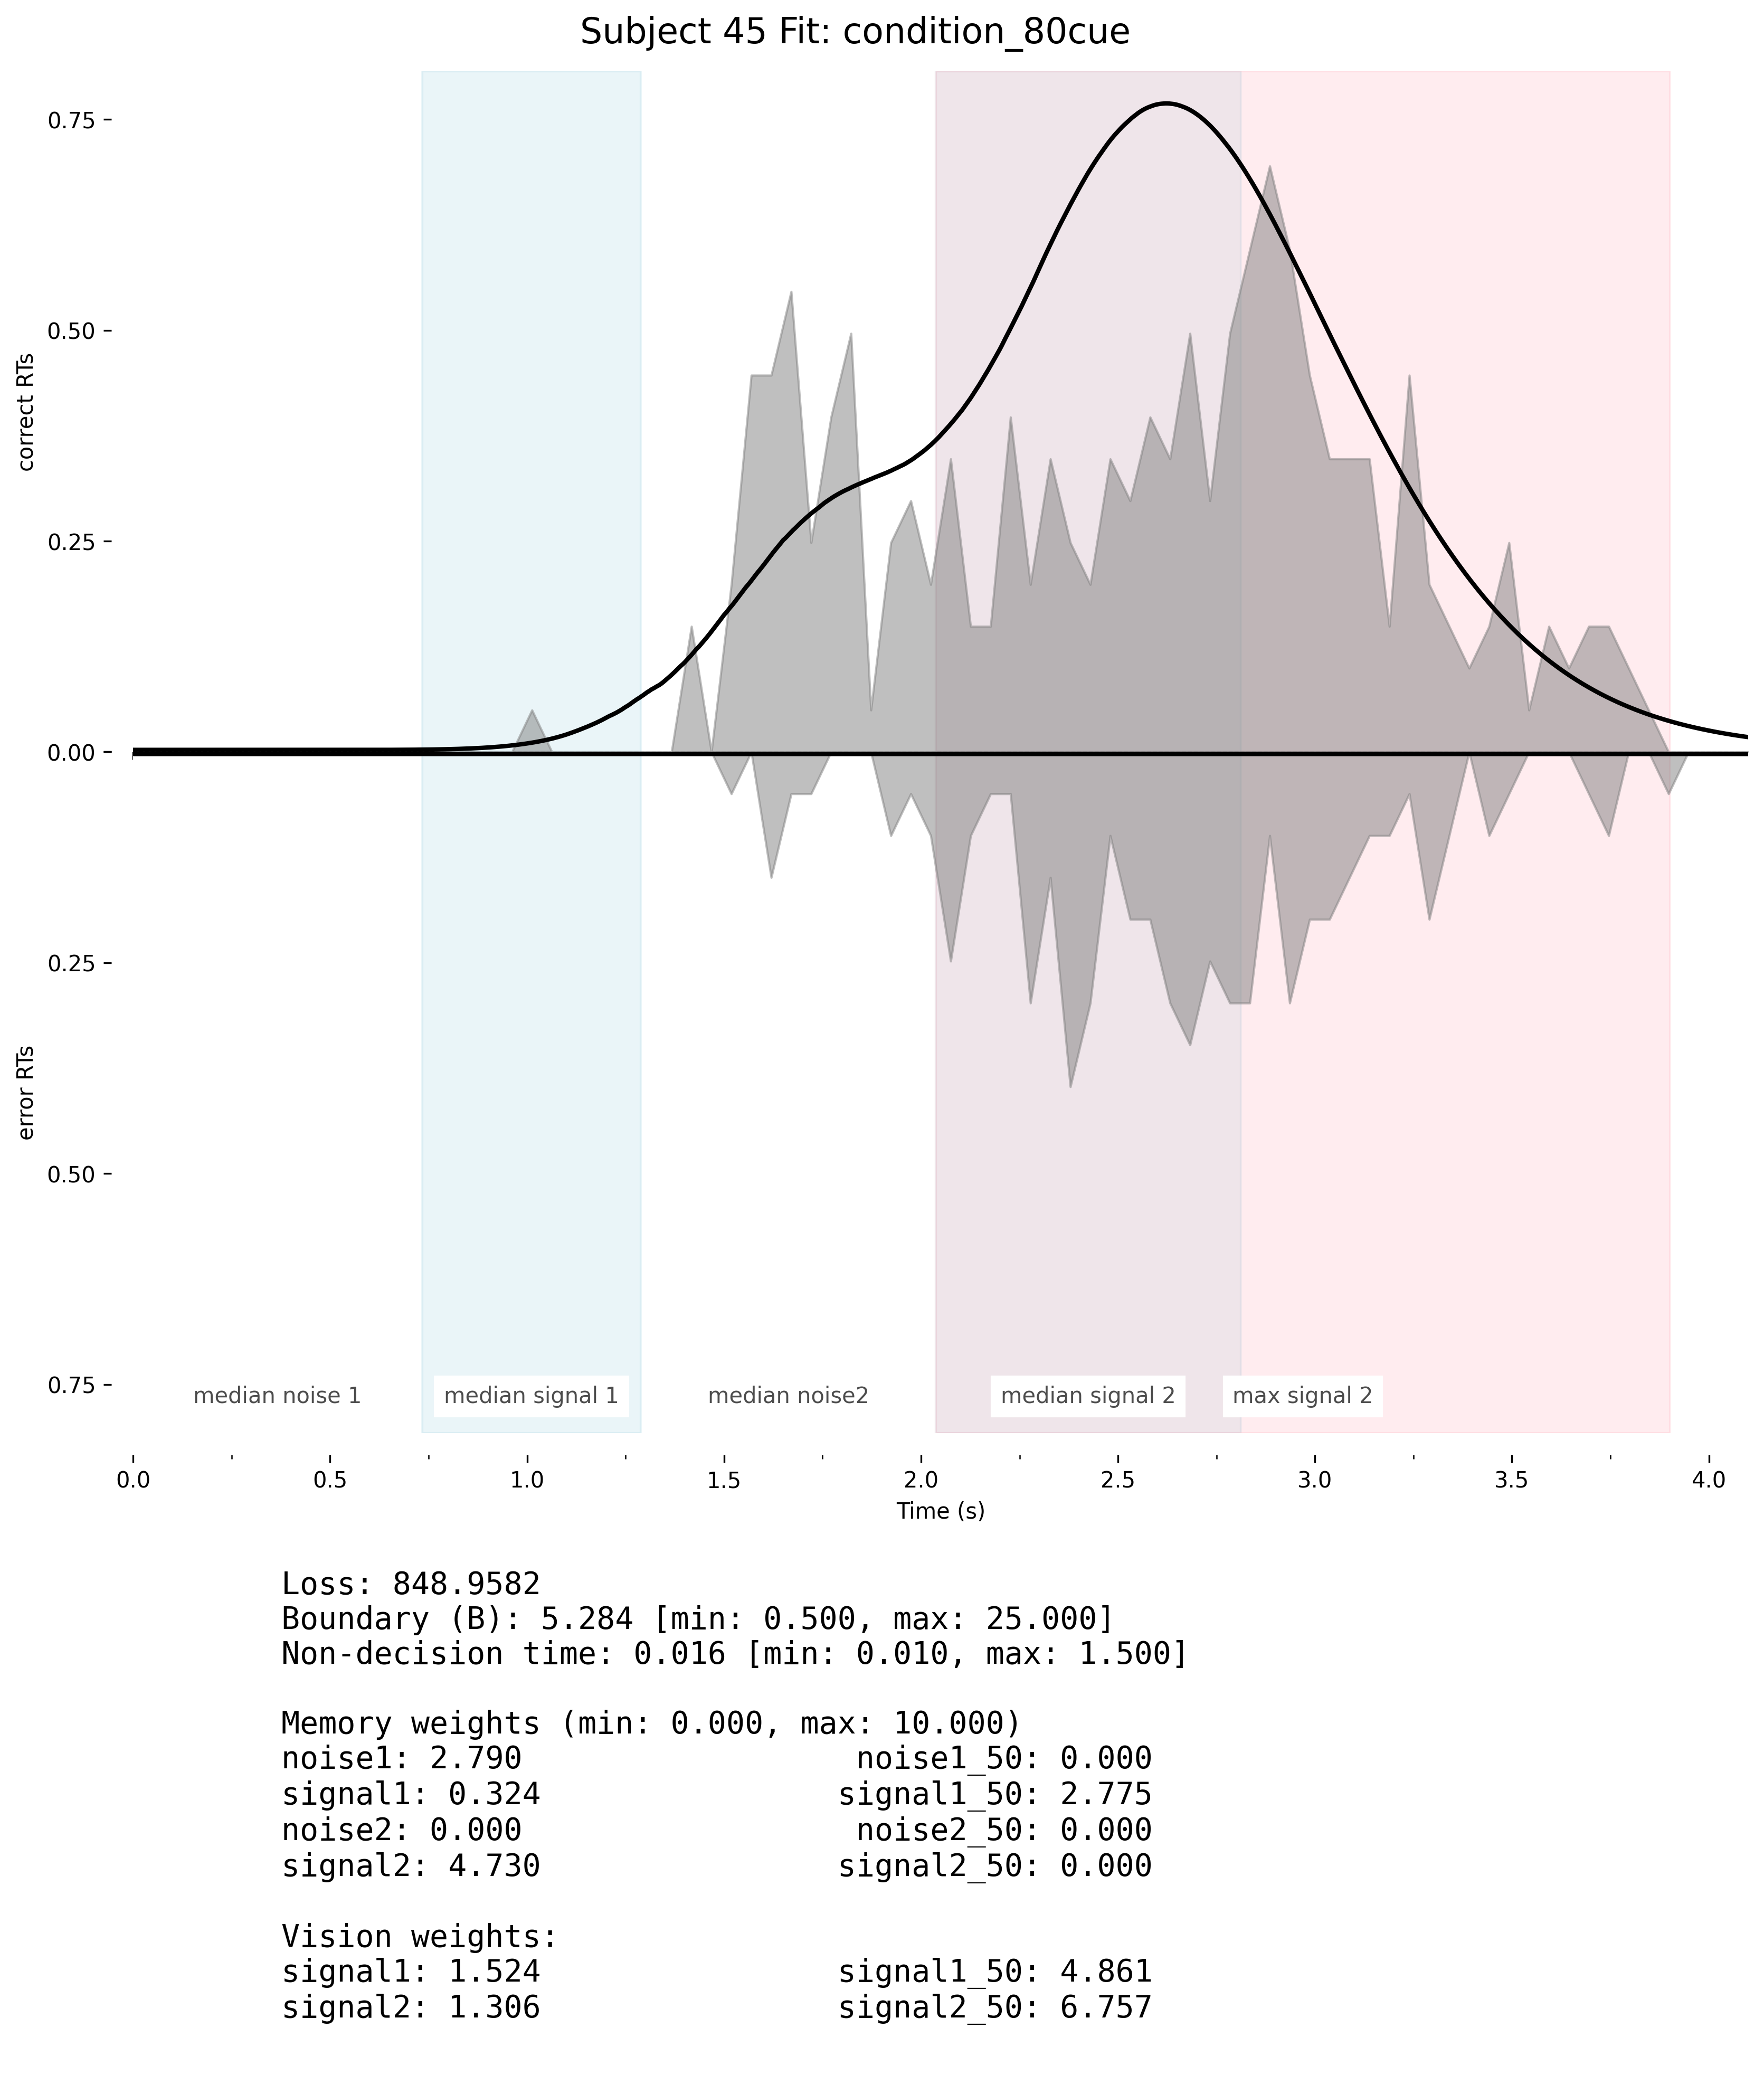 Subject 45 Fit: condition_80cue
0.75
0.50
0.25
0.00
0.25
0.50
0.75
correct RTs
error RTs
median noise 1
median signal 1
median noise2
median signal 2
max signal 2
0.0 0.5 1.0 1.5 2.0 2.5 3.0 3.5 4.0
Time (s)
Loss: 848.9582
Boundary (B): 5.284 [min: 0.500, max: 25.000]
Non-decision time: 0.016 [min: 0.010, max: 1.500]
Memory weights (min: 0.000, max: 10.000)
noise1: 2.790 noise1_50: 0.000
signal1: 0.324 signal1_50: 2.775
noise2: 0.000 noise2_50: 0.000
signal2: 4.730 signal2_50: 0.000
Vision weights:
signal1: 1.524 signal1_50: 4.861
signal2: 1.306 signal2_50: 6.757